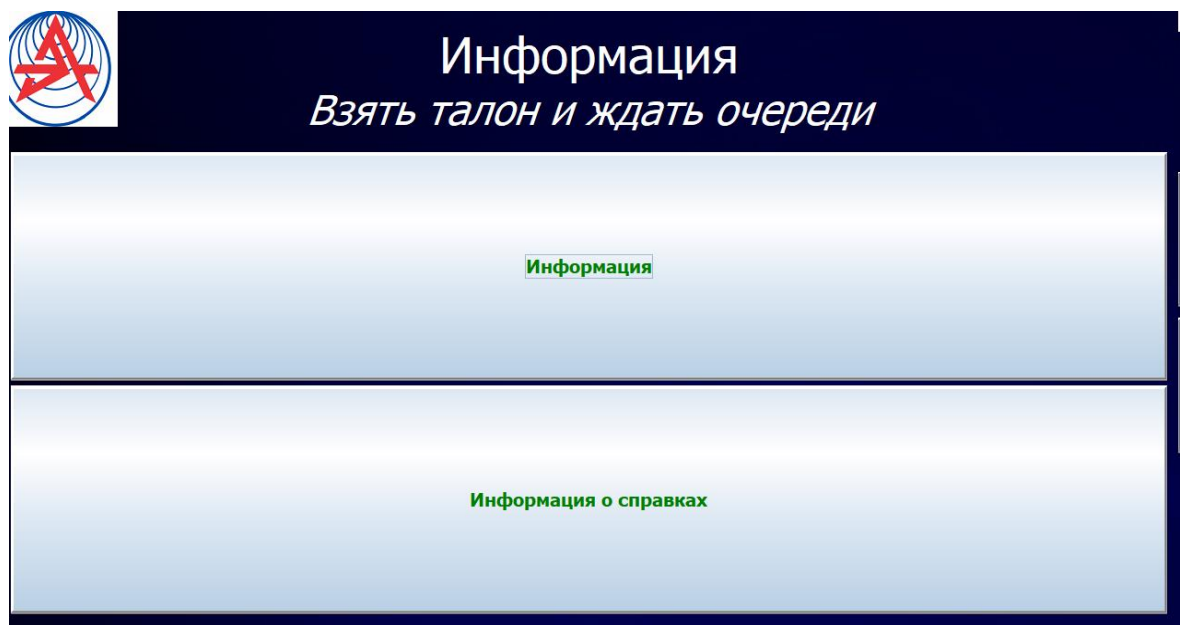 Информация
Взять талон и ждать очереди
Информация
Информация о справках